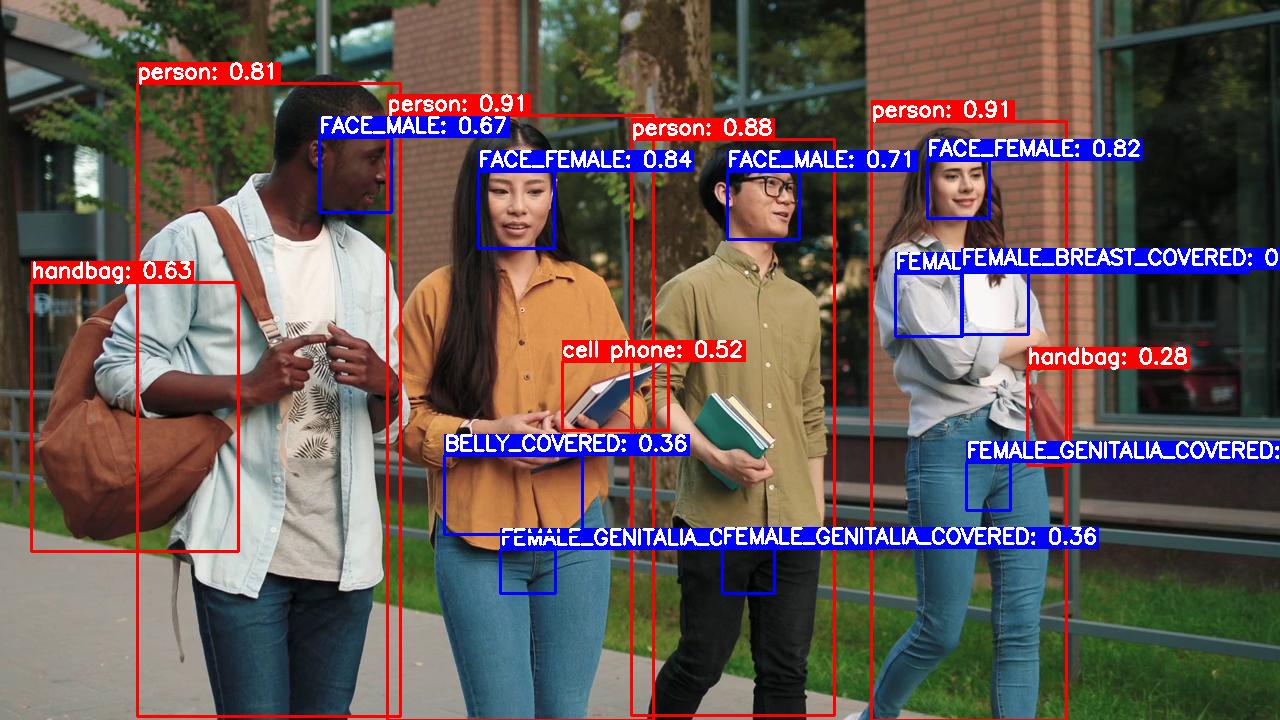 person: 0.81
person: 0.91
FACE_MALE: 0.67
person: 0.88
person: 0.91
FACE_FEMALE: 0.84
FACE_MALE: 0.71
FACE_FEMALE: 0.82
handbag: 0.63
FEMAL
FEMALE_BREAST_COVERED: 0
cell phone: 0.52
handbag: 0.28
BELLY_COVERED: 0.36
FEMALE_GENITALIA_COVERED:
FEMALE_GENITALIA_C
FEMALE_GENITALIA_COVERED: 0.36